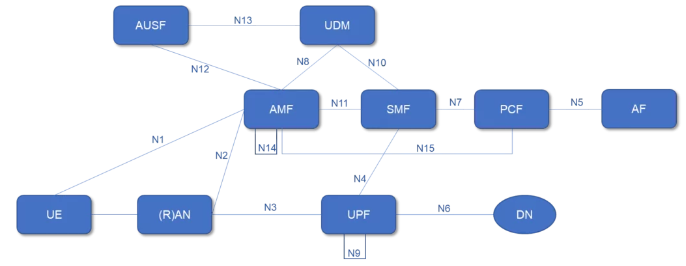 AUSF
N13
UDM
N12
N8
N10
AMF
N11
SMF
N7
PCF
N5
AF
N1
N2
N14
N15
N4
UE
(R)AN
N3
UPF
N6
DN
N9